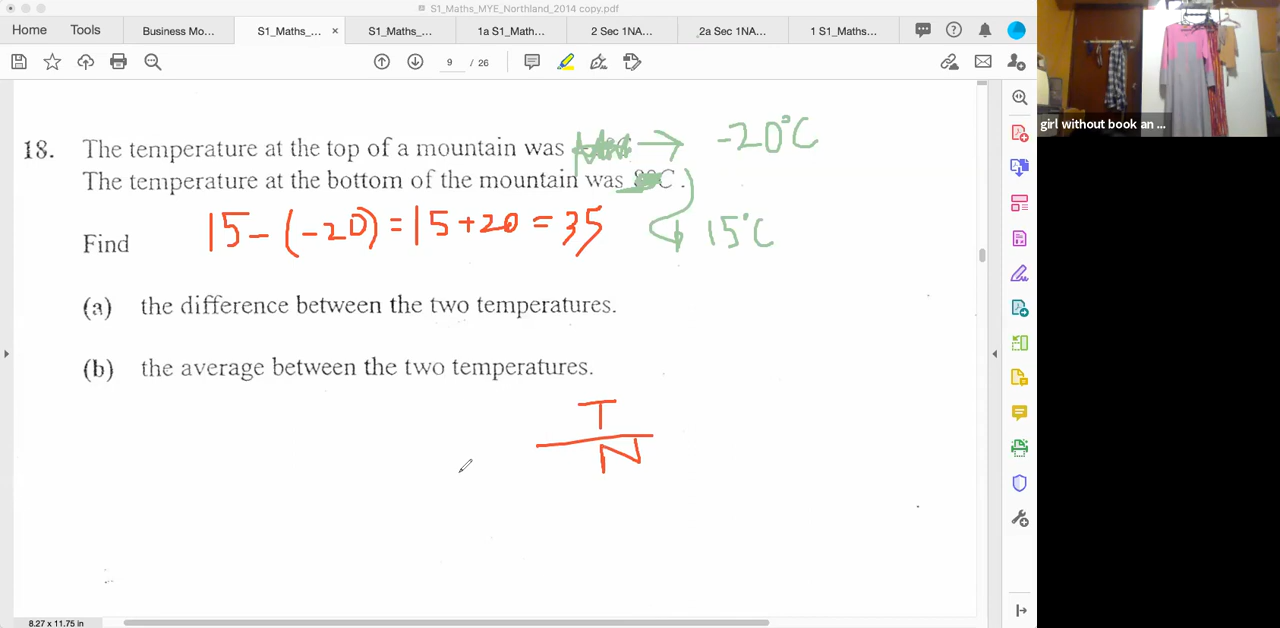 S1_Maths_MYE_Northland_2014 copy.pdf
Home Tools Business Mo... S1_Maths_... × S1_Maths_... 1a S1_Math... 2 Sec 1NA... 2a Sec 1NA... 1 S1_Maths...
9 / 26
girl without book an ...
18. The temperature at the top of a mountain was → -20°C
The temperature at the bottom of the mountain was °C.
15-(-20)=15+20=35 15°C
Find
(a) the difference between the two temperatures.
(b) the average between the two temperatures.
T
N
8.27 x 11.75 in